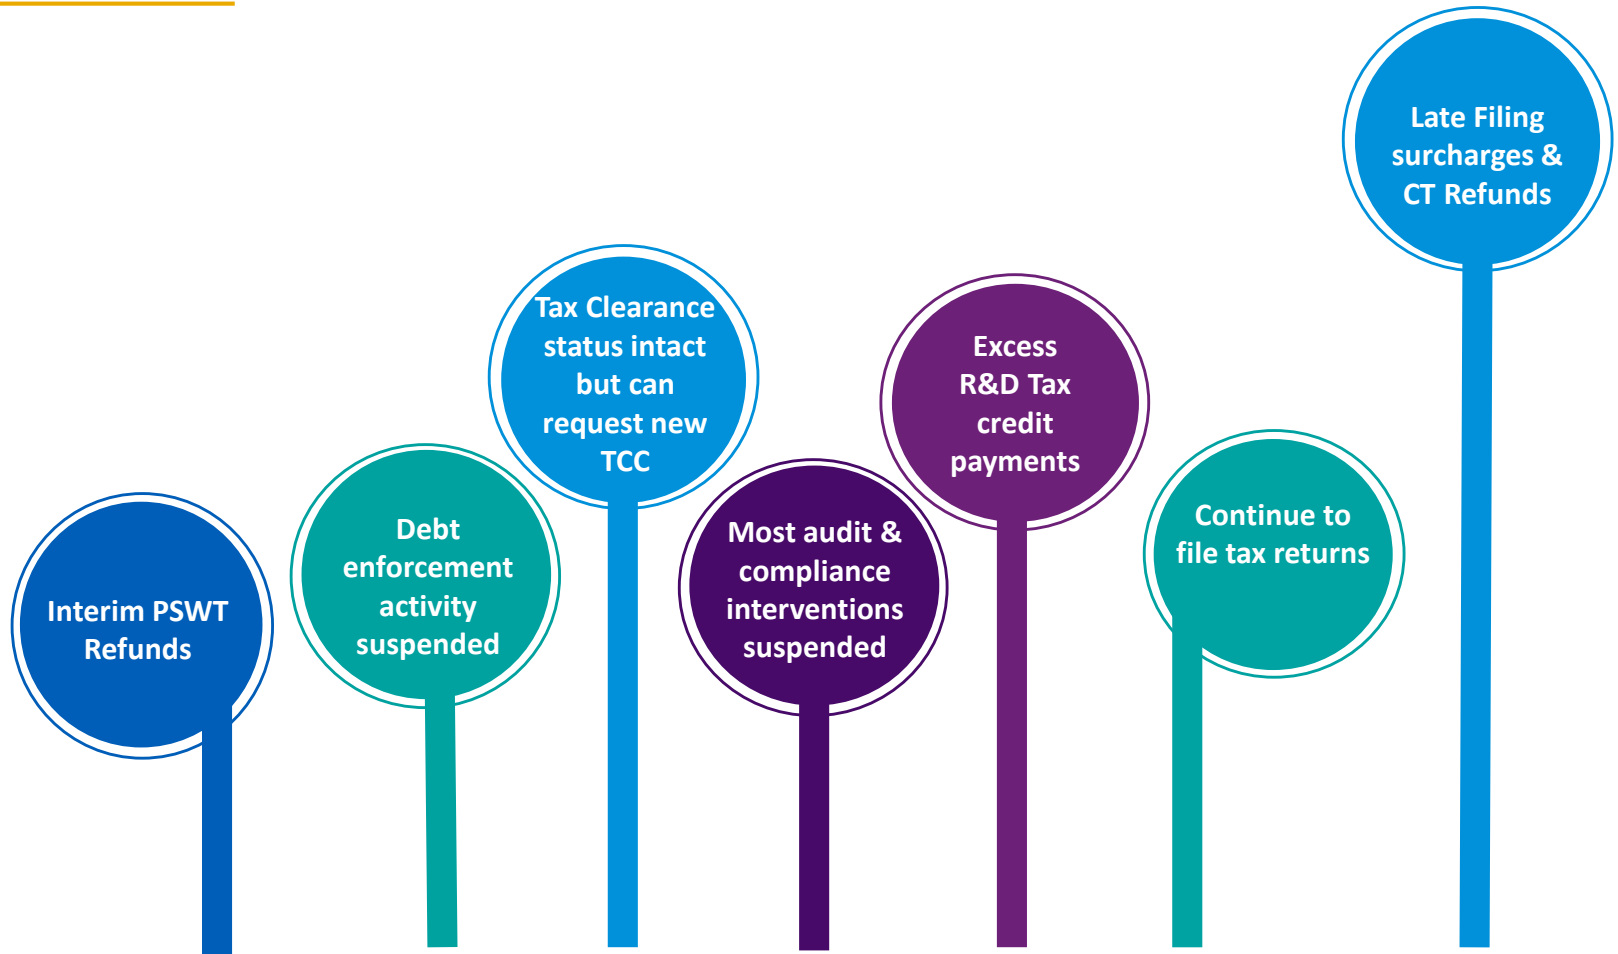 Interim PSWT
Refunds
Debt
enforcement
activity
suspended
Tax Clearance
status intact
but can
request new
TCC
Most audit &
compliance
interventions
suspended
Excess
R&D Tax
credit
payments
Continue to
file tax returns
Late Filing
surcharges &
CT Refunds